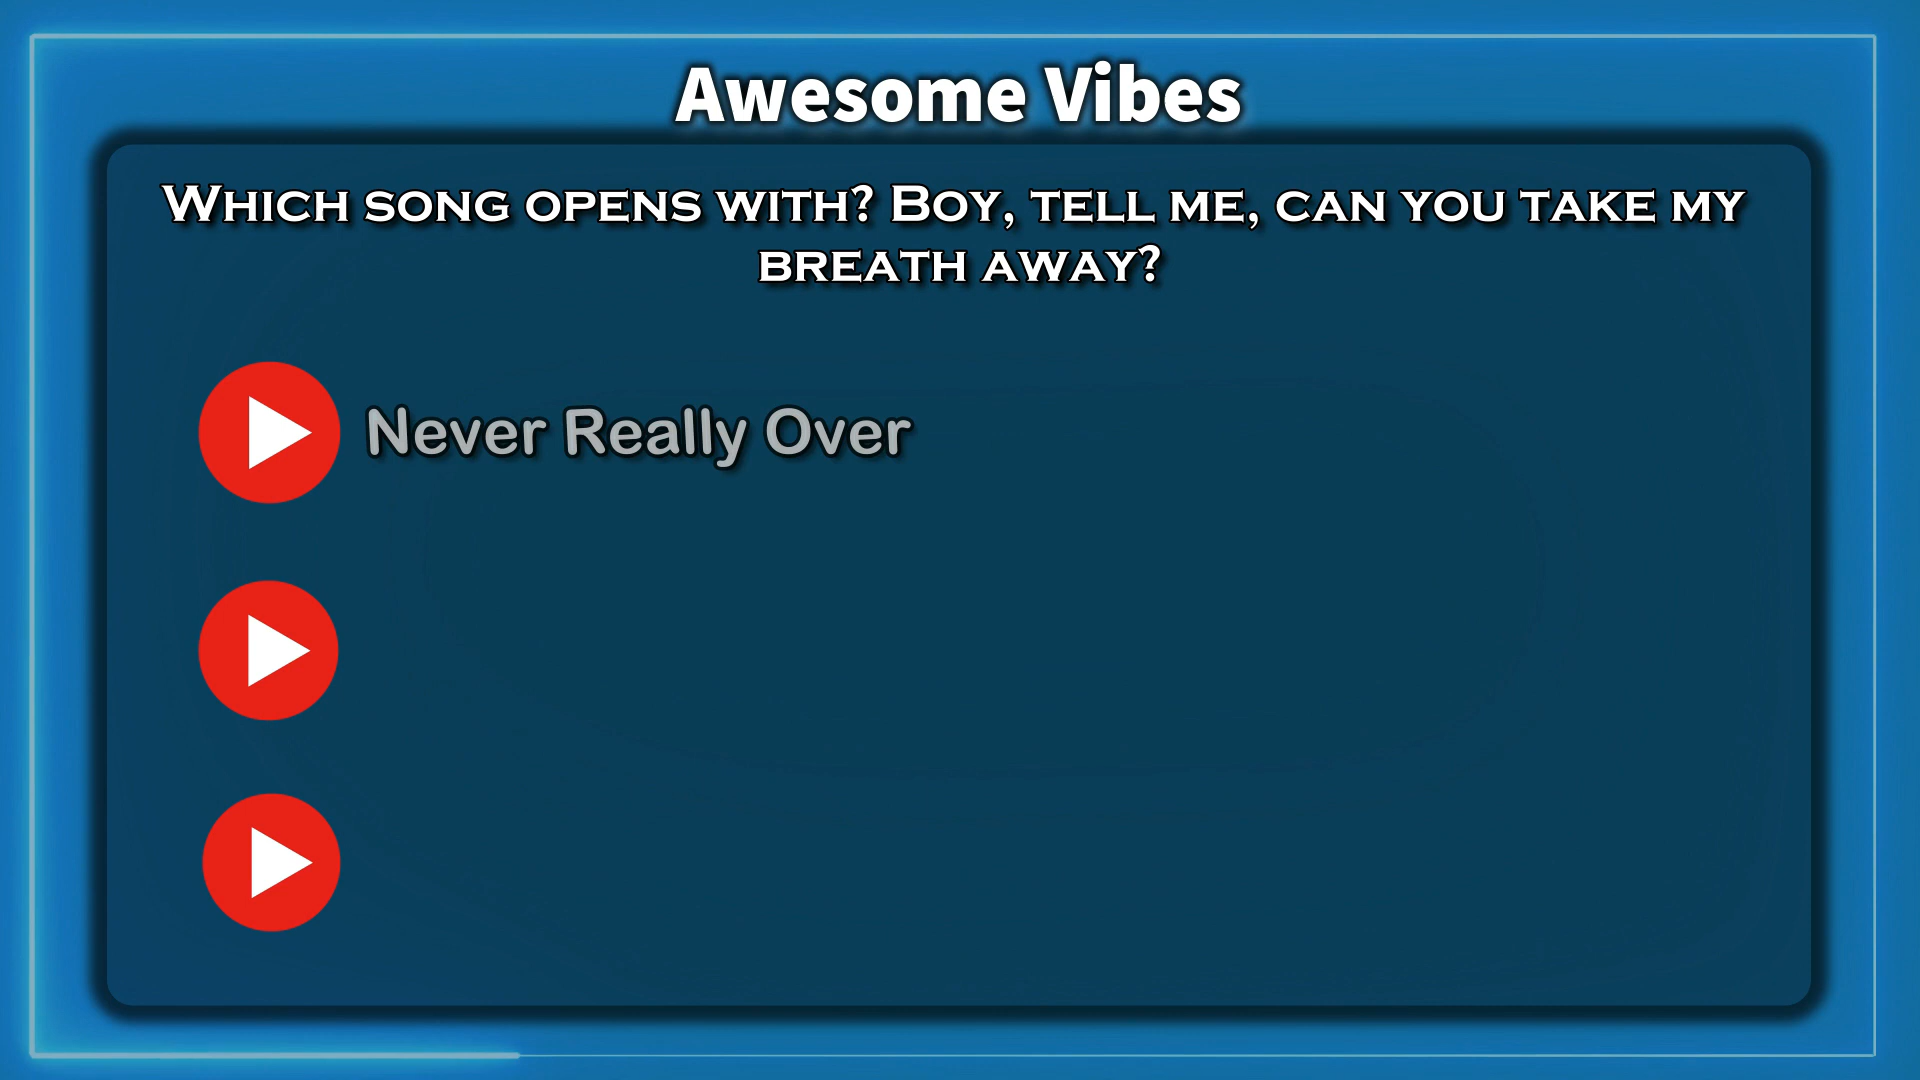 Awesome Vibes
Which song opens with? Boy, tell me, can you take my
breath away?
Never Really Over